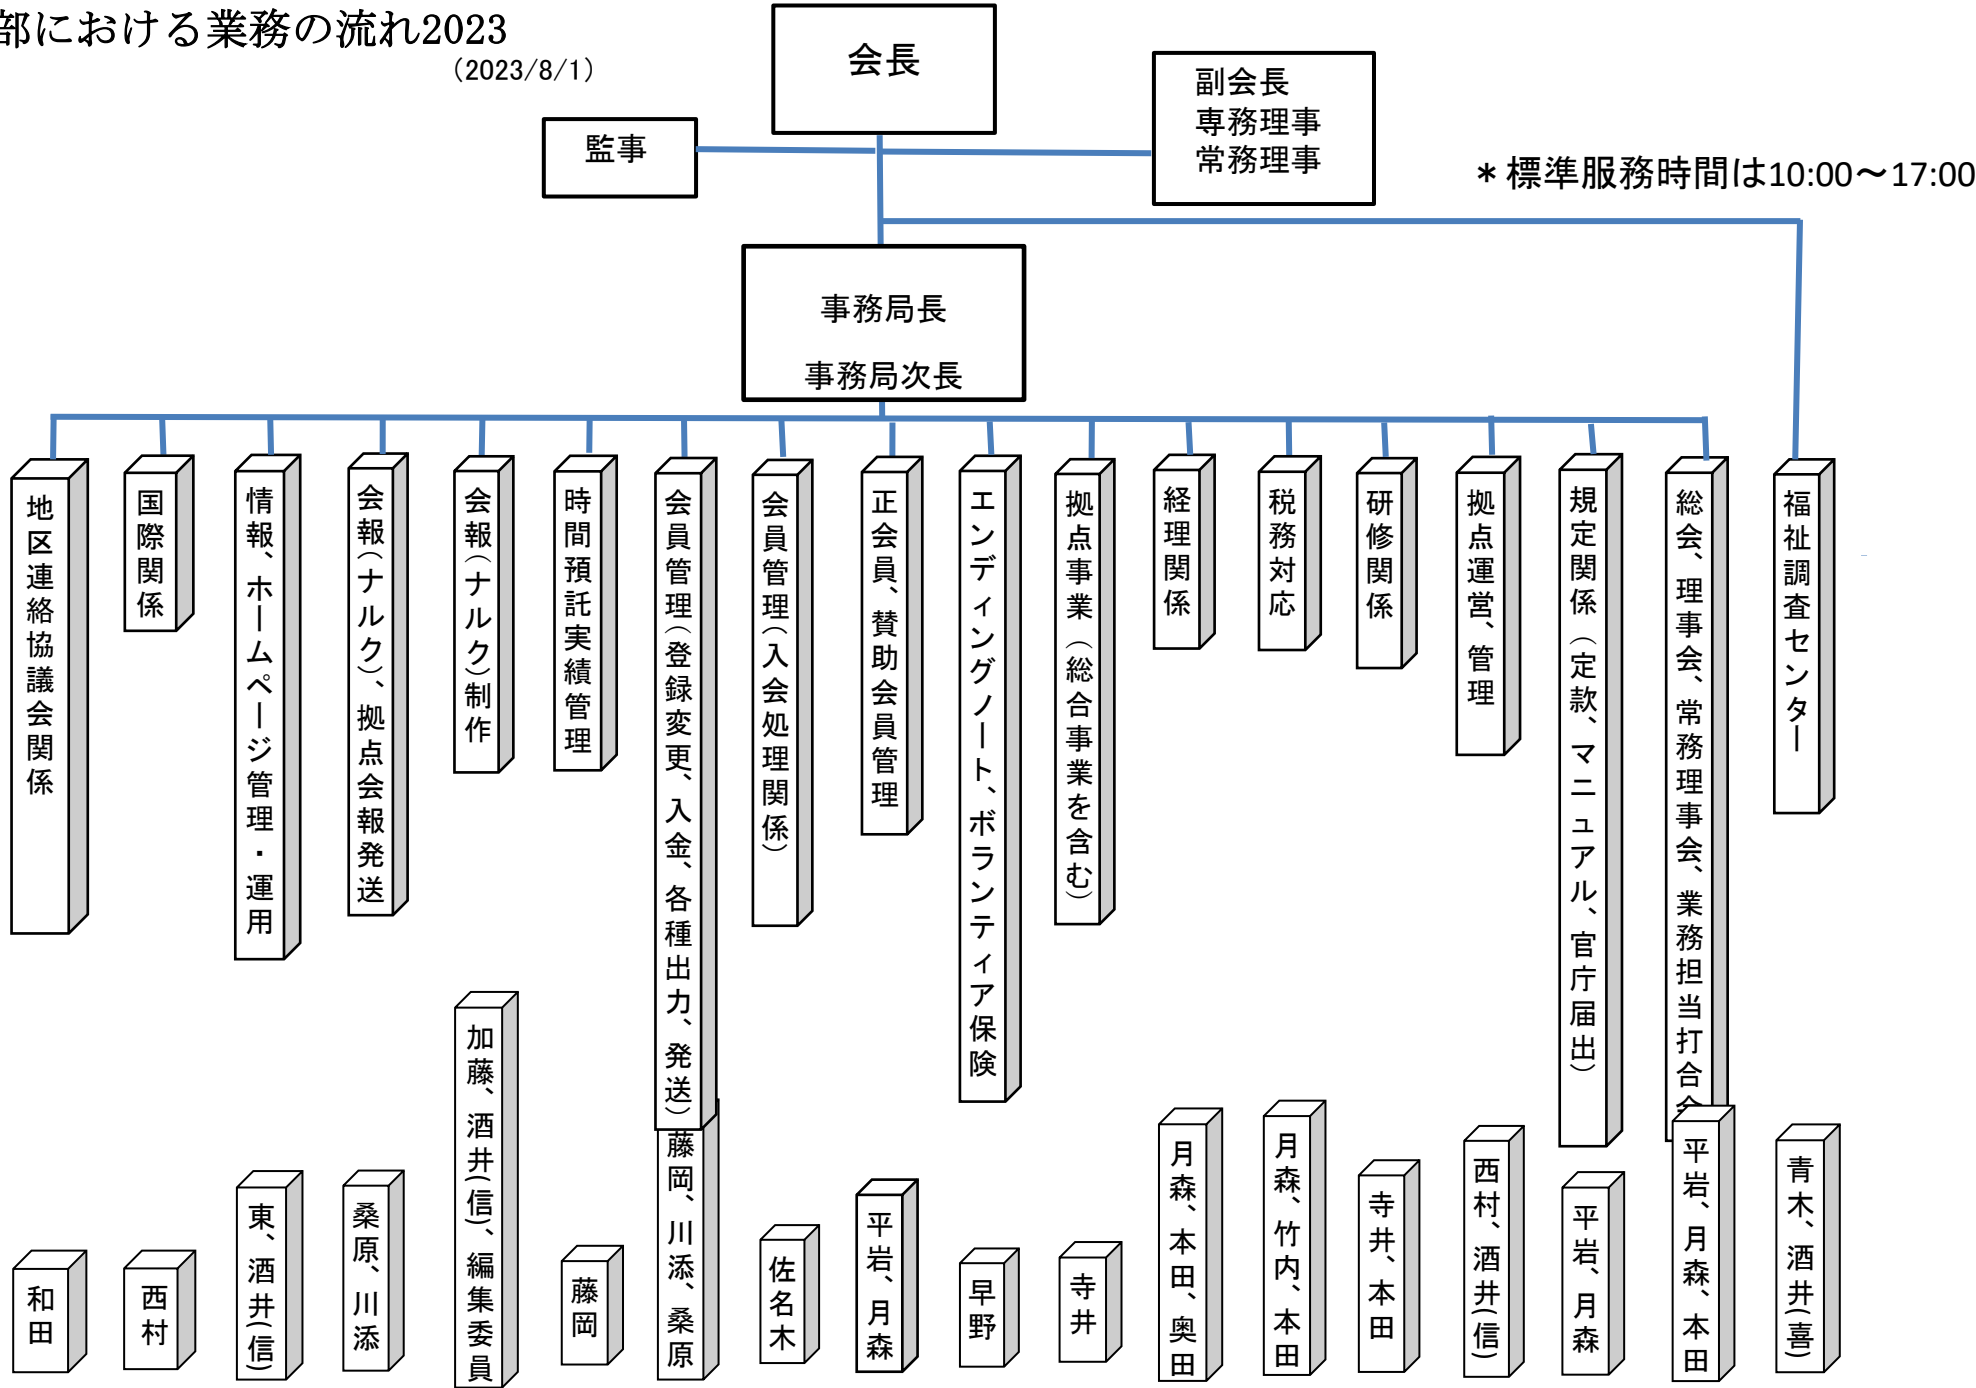 部における業務の流れ2023
(2023/8/1)
会長
副会長
専務理事
常務理事
監事
＊標準服務時間は10:00～17:00
事務局長
事務局次長
地区連絡協議会関係
国際関係
情報、ホームページ管理・運用
会報（ナルク）、拠点会報発送
会報（ナルク）制作
時間預託実績管理
会員管理（登録変更、入金、各種出力、発送）
会員管理（入会処理関係）
正会員、賛助会員管理
エンディングノート、ボランティア保険
拠点事業（総合事業を含む）
経理関係
税務対応
研修関係
拠点運営、管理
規定関係（定款、マニュアル、官庁届出）
総会、理事会、常務理事会、業務担当打合会
福祉調査センター
和田
西村
東、酒井(信)
桑原、川添
加藤、酒井(信)、編集委員
藤岡
藤岡、川添、桑原
佐名木
平岩、月森
早野
寺井
月森、本田、奥田
月森、竹内、本田
寺井、本田
西村、酒井(信)
平岩、月森
平岩、月森、本田
青木、酒井(喜)